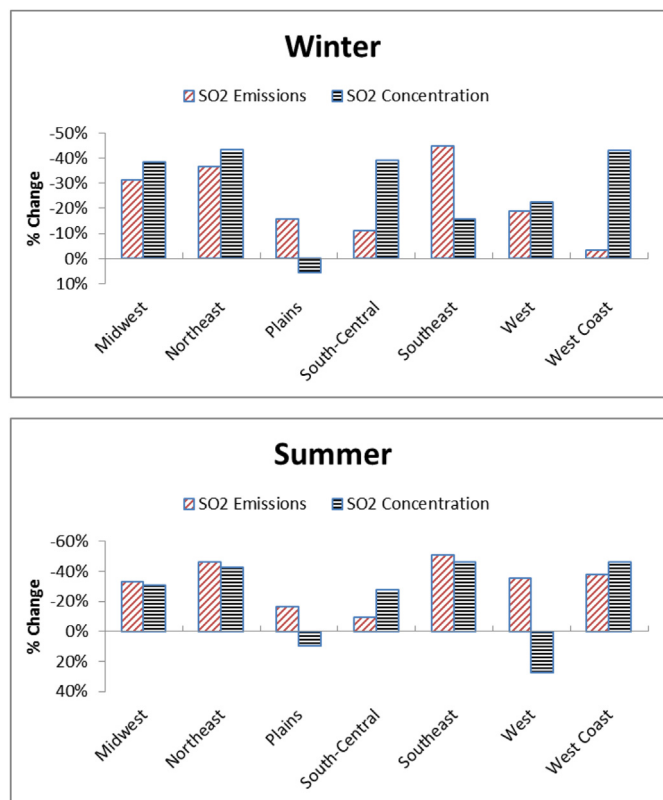 Winter
SO2 Emissions SO2 Concentration
-50%
-40%
-30%
-20%
-10%
0%
10%
% Change
Midwest
Northeast
Plains
South-Central
Southeast
West
West Coast
Summer
SO2 Emissions SO2 Concentration
-60%
-40%
-20%
0%
20%
40%
% Change
Midwest
Northeast
Plains
South-Central
Southeast
West
West Coast